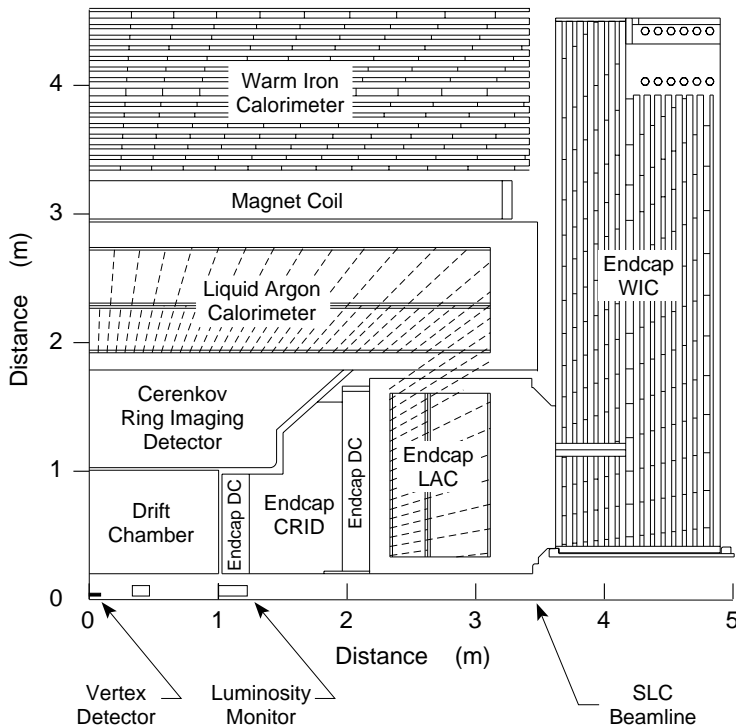 4
3
2
1
0
Distance (m)
Warm Iron
Calorimeter
Magnet Coil
Liquid Argon
Calorimeter
Endcap
WIC
Cerenkov
Ring Imaging
Detector
Endcap
LAC
Drift
Chamber
Endcap DC
Endcap
CRID
Endcap DC
0 1 2 3 4 5
Distance (m)
Vertex
Detector
Luminosity
Monitor
SLC
Beamline